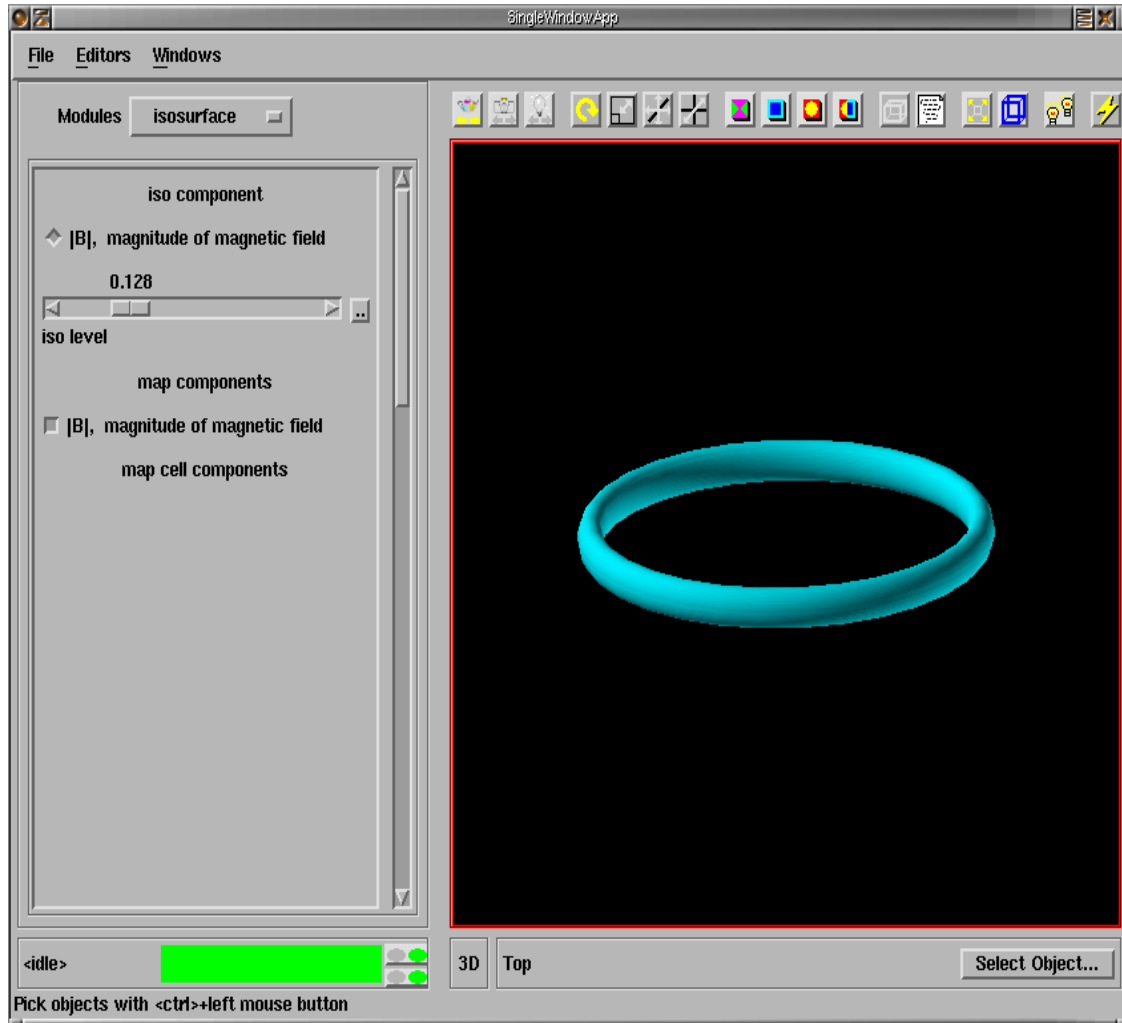 SingleWindowApp
File Editors Windows
Modules isosurface
iso component
|B|, magnitude of magnetic field
0.128
..
iso level
map components
|B|, magnitude of magnetic field
map cell components
<idle>
3D Top Select Object...
Pick objects with <ctrl>+left mouse button